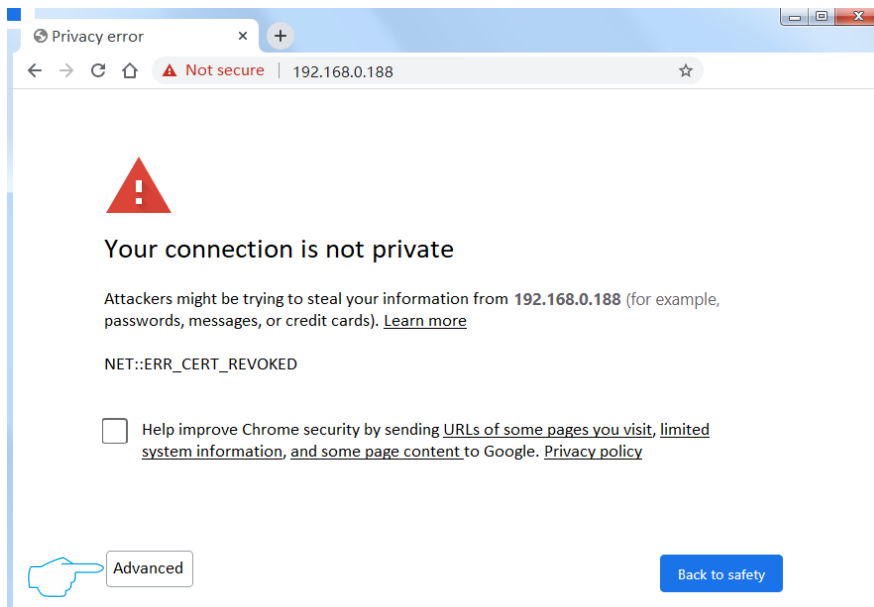 Privacy error
Not secure | 192.168.0.188
Your connection is not private
Attackers might be trying to steal your information from 192.168.0.188 (for example,
passwords, messages, or credit cards). Learn more
NET::ERR_CERT_REVOKED
Help improve Chrome security by sending URLs of some pages you visit, limited
system information, and some page content to Google. Privacy policy
Advanced
Back to safety